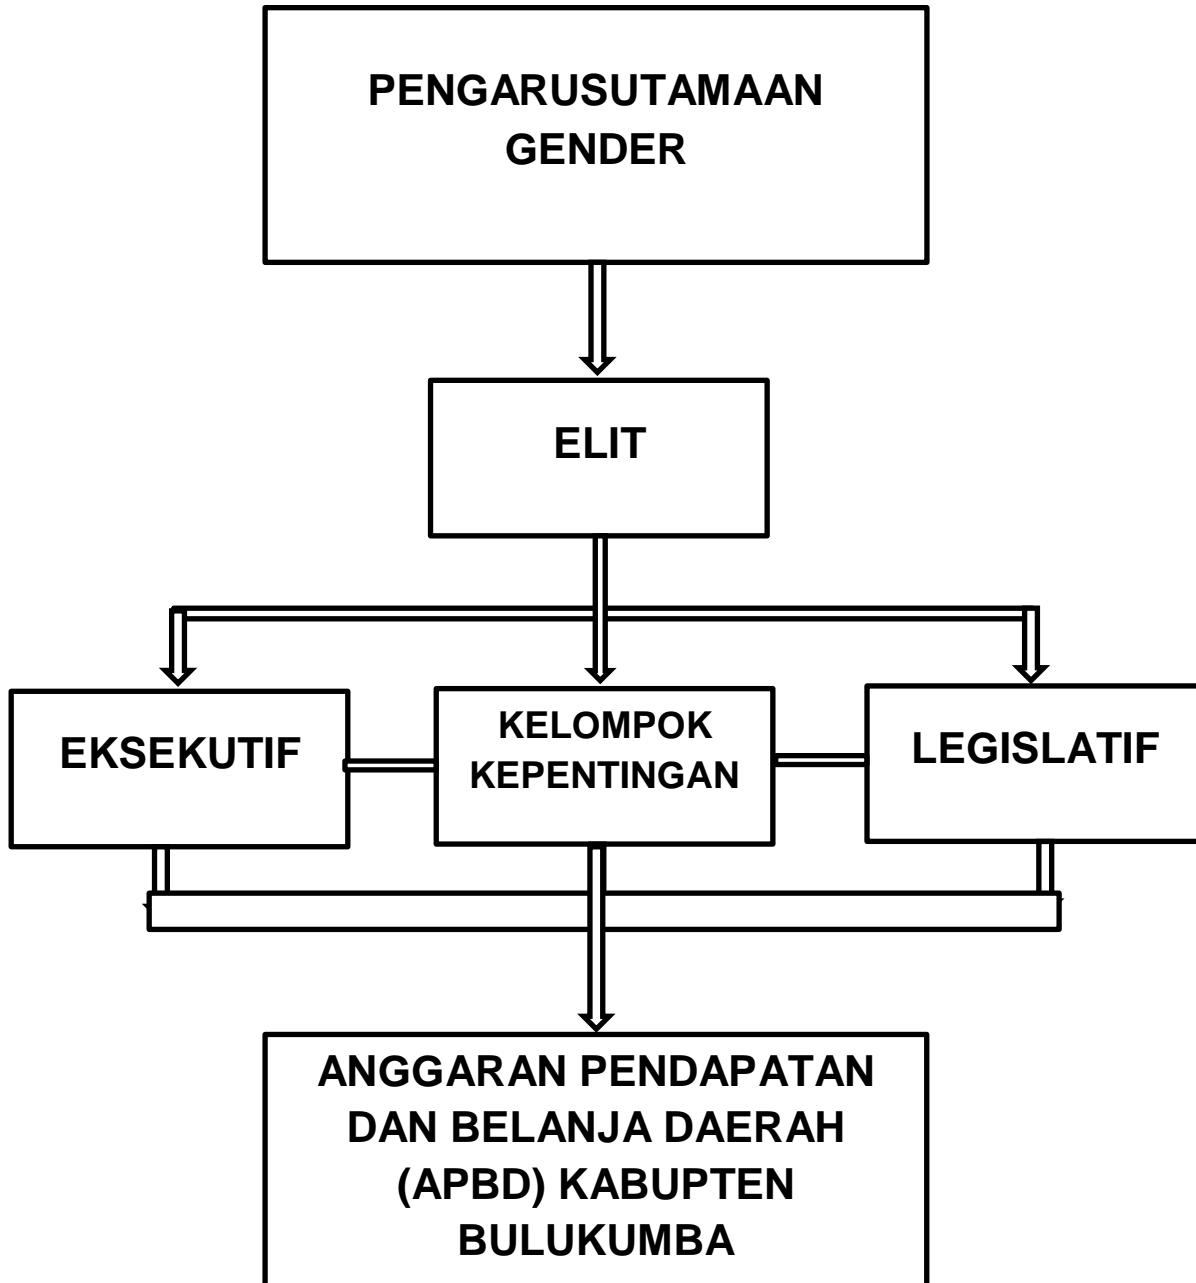 PENGARUSUTAMAAN
GENDER
ELIT
EKSEKUTIF
KELOMPOK
KEPENTINGAN
LEGISLATIF
ANGGARAN PENDAPATAN
DAN BELANJA DAERAH
(APBD) KABUPTEN
BULUKUMBA